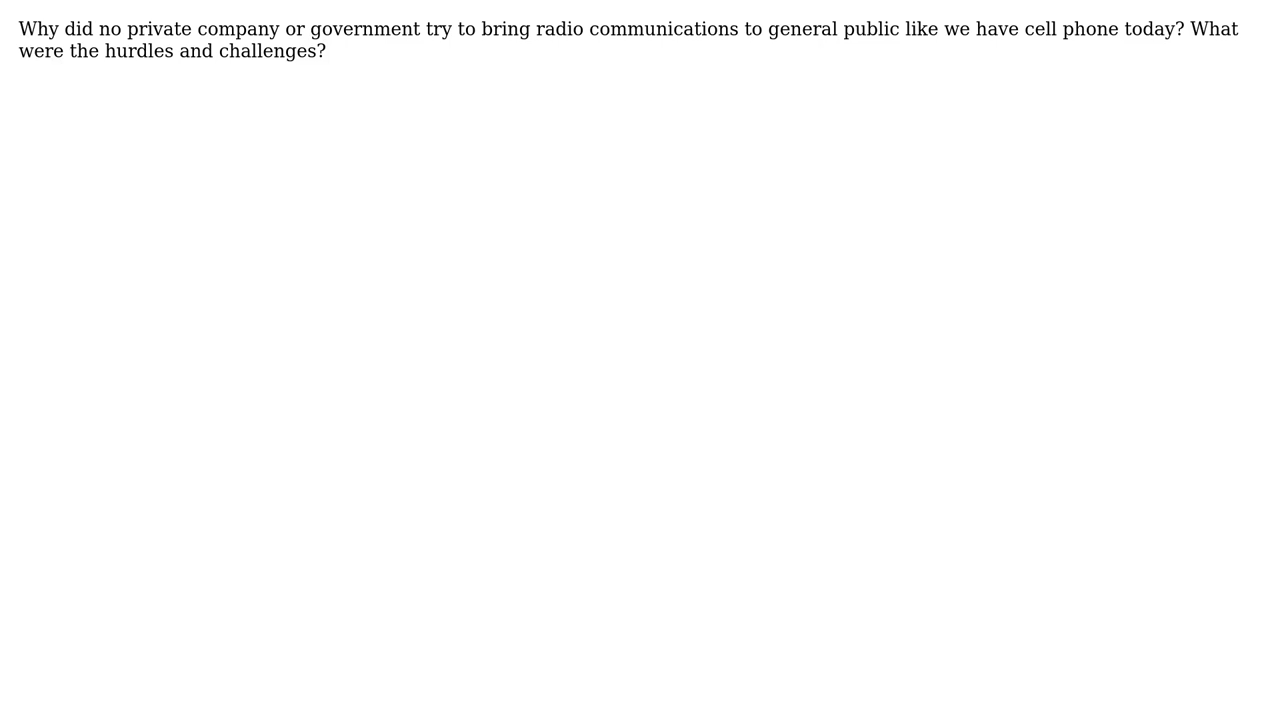 Why did no private company or government try to bring radio communications to general public like we have cell phone today? What
were the hurdles and challenges?